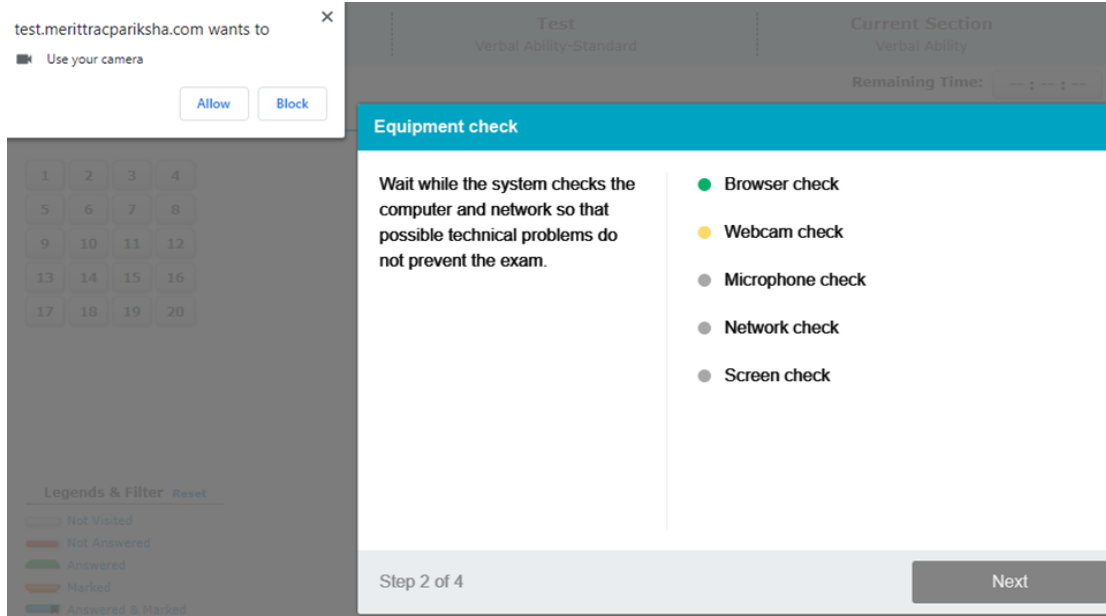 test.merittracpariksha.com wants to
Use your camera
Allow
Block
Test
Verbal Ability-Standard
Current Section
Verbal Ability
Remaining Time: -- : -- : --
1 2 3 4
5 6 7 8
9 10 11 12
13 14 15 16
17 18 19 20
Legends & Filter Reset
Not Visited
Not Answered
Answered
Marked
Answered & Marked
Equipment check
Wait while the system checks the
computer and network so that
possible technical problems do
not prevent the exam.
Browser check
Webcam check
Microphone check
Network check
Screen check
Step 2 of 4
Next